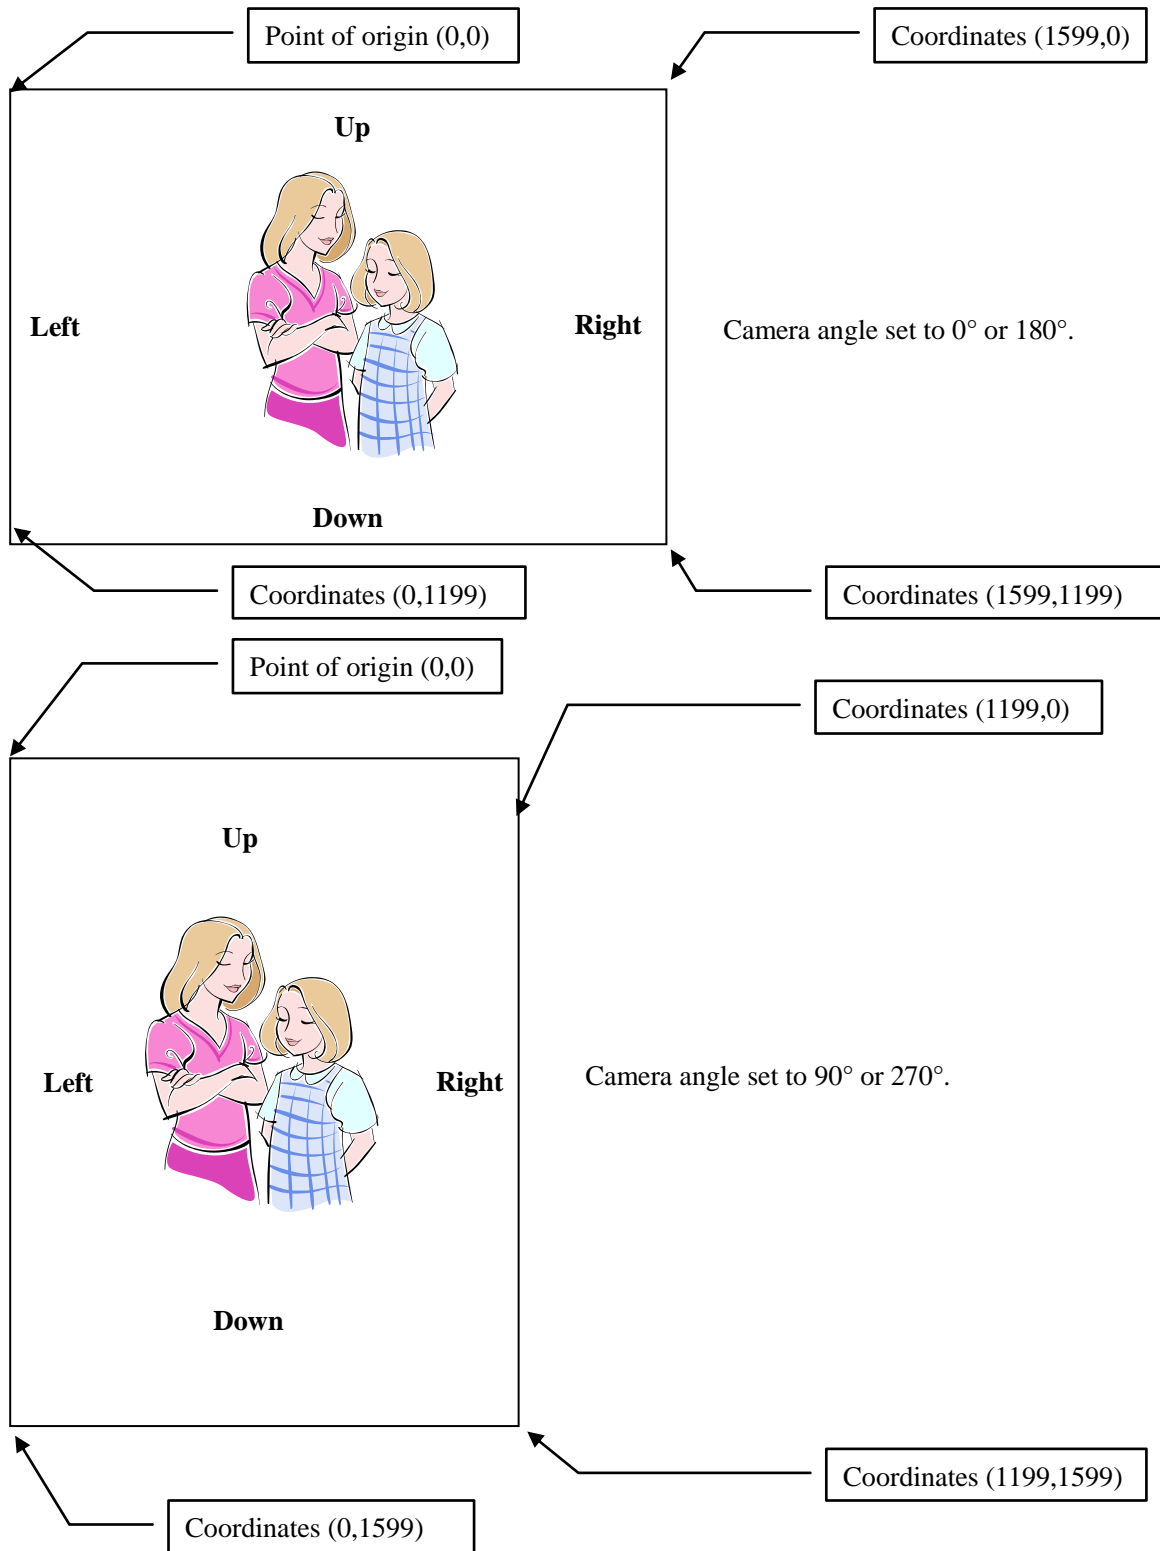 Point of origin (0,0)
Coordinates (1599,0)
Up
Left
Right
Camera angle set to 0° or 180°.
Down
Coordinates (0,1199)
Coordinates (1599,1199)
Point of origin (0,0)
Coordinates (1199,0)
Up
Left
Right
Camera angle set to 90° or 270°.
Down
Coordinates (1199,1599)
Coordinates (0,1599)